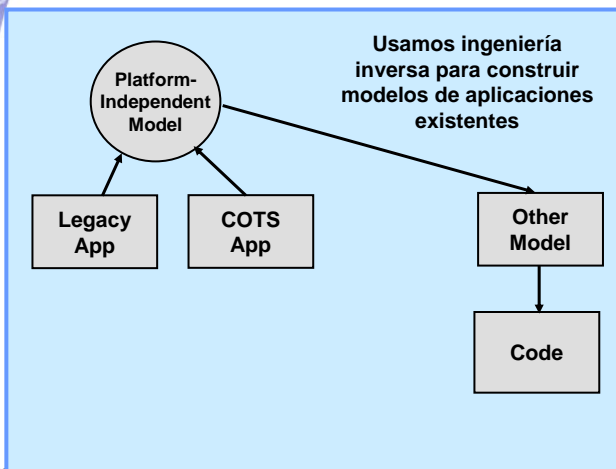 Usamos ingeniería
inversa para construir
modelos de aplicaciones
existentes
Platform-
Independent
Model
Legacy
App
COTS
App
Other
Model
Code